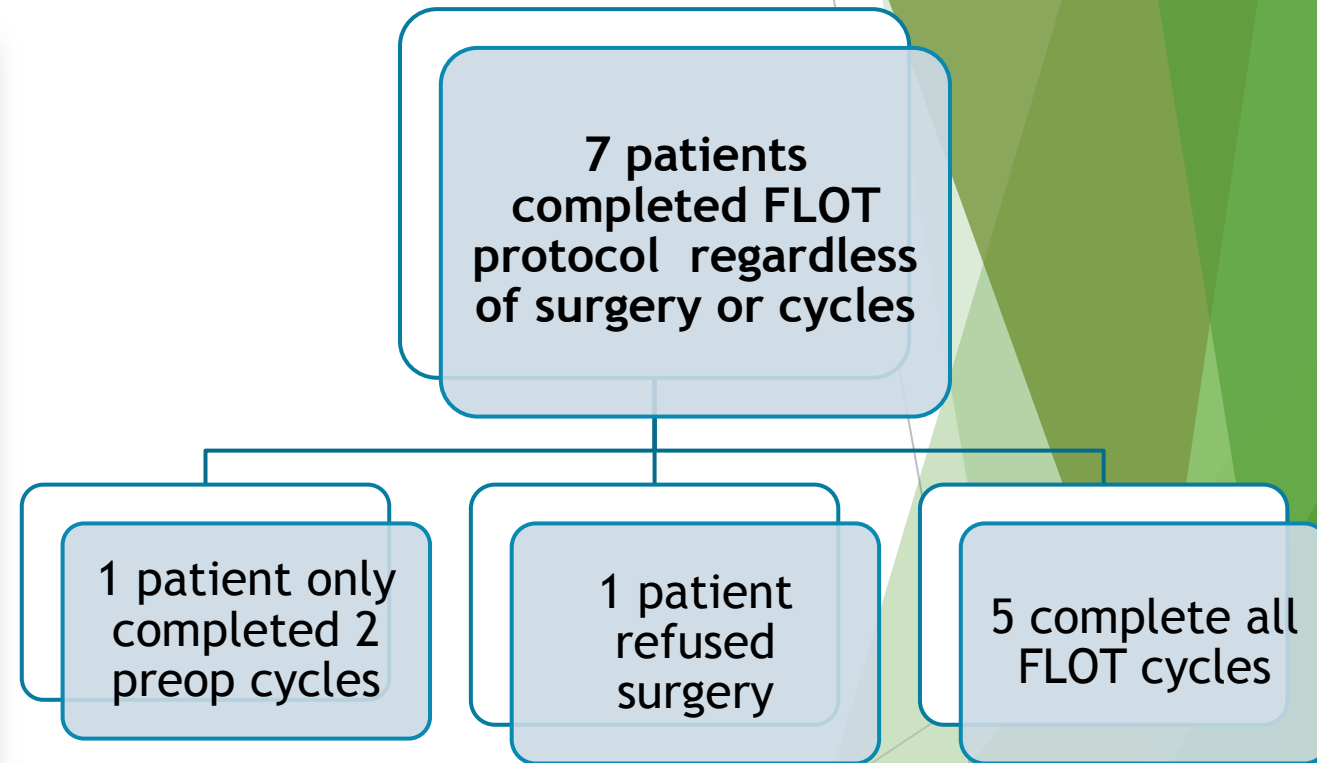 7 patients
completed FLOT
protocol  regardless
of surgery or cycles
1 patient only
completed 2
preop cycles
1 patient
refused
surgery
5 complete all
FLOT cycles